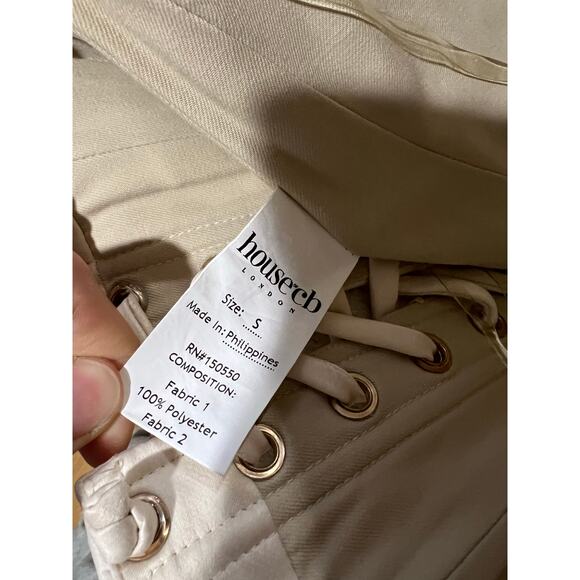 house of cb
LONDON
Size: S
Made In: Philippines
RN#150550
COMPOSITION:
Fabric 1
100% Polyester
Fabric 2